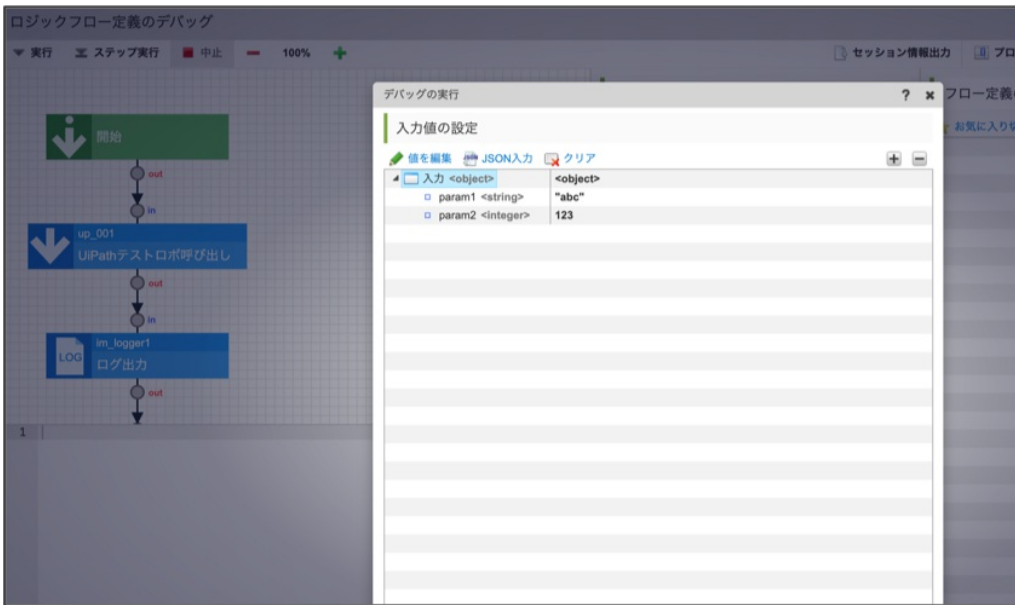 ロジックフロー定義のデバッグ
実行 ステップ実行 中止 100% セッション情報出力 プロ
デバッグの実行
フロー定義
入力値の設定
お気に入り
開始
値を編集 JSON入力 クリア
out
入力 <object> <object>
param1 <string> "abc"
in
param2 <integer> 123
up_001
UiPathテストロボ呼び出し
out
in
im_logger1
LOG
ログ出力
out
1